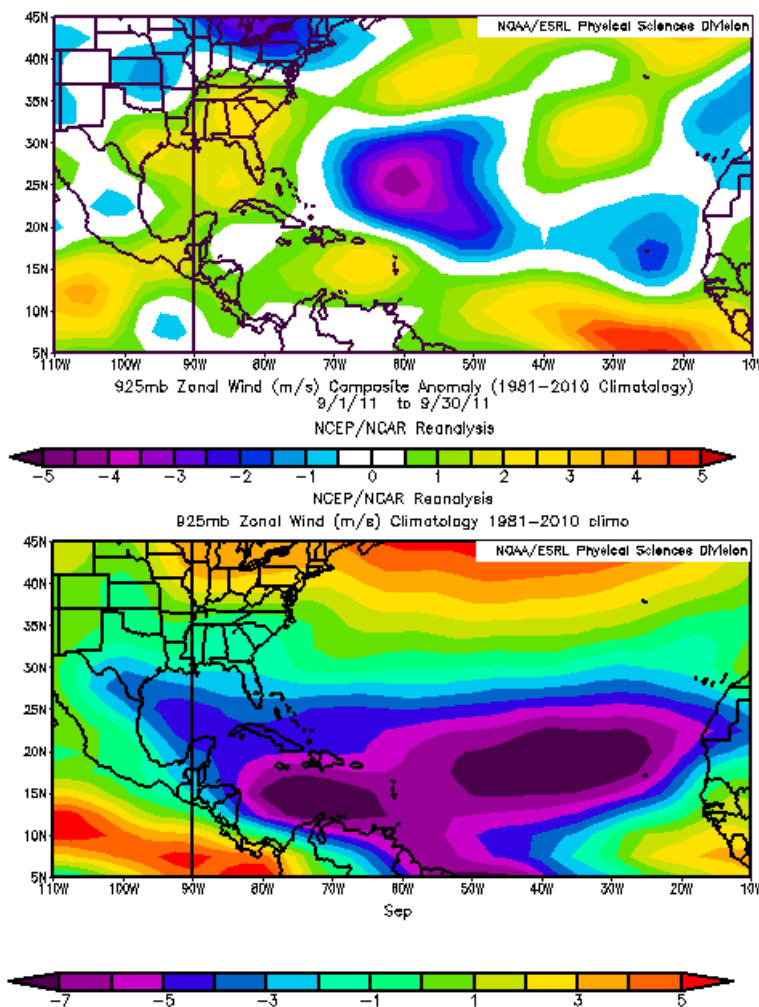 45N
NOAA/ESRL Physical Sciences Division
40N
35N
30N
25N
20N
15N
10N
5N
110W 100W 90W 80W 70W 60W 50W 40W 30W 20W 10W
925mb Zonal Wind (m/s) Composite Anomaly (1981-2010 Climatology)
9/1/11 to 9/30/11
NCEP/NCAR Reanalysis
-5 -4 -3 -2 -1 0 1 2 3 4 5
NCEP/NCAR Reanalysis
925mb Zonal Wind (m/s) Climatology 1981-2010 climo
45N
NOAA/ESRL Physical Sciences Division
40N
35N
30N
25N
20N
15N
10N
5N
110W 100W 90W 80W 70W 60W 50W 40W 30W 20W 10W
Sep
-7 -5 -3 -1 1 3 5